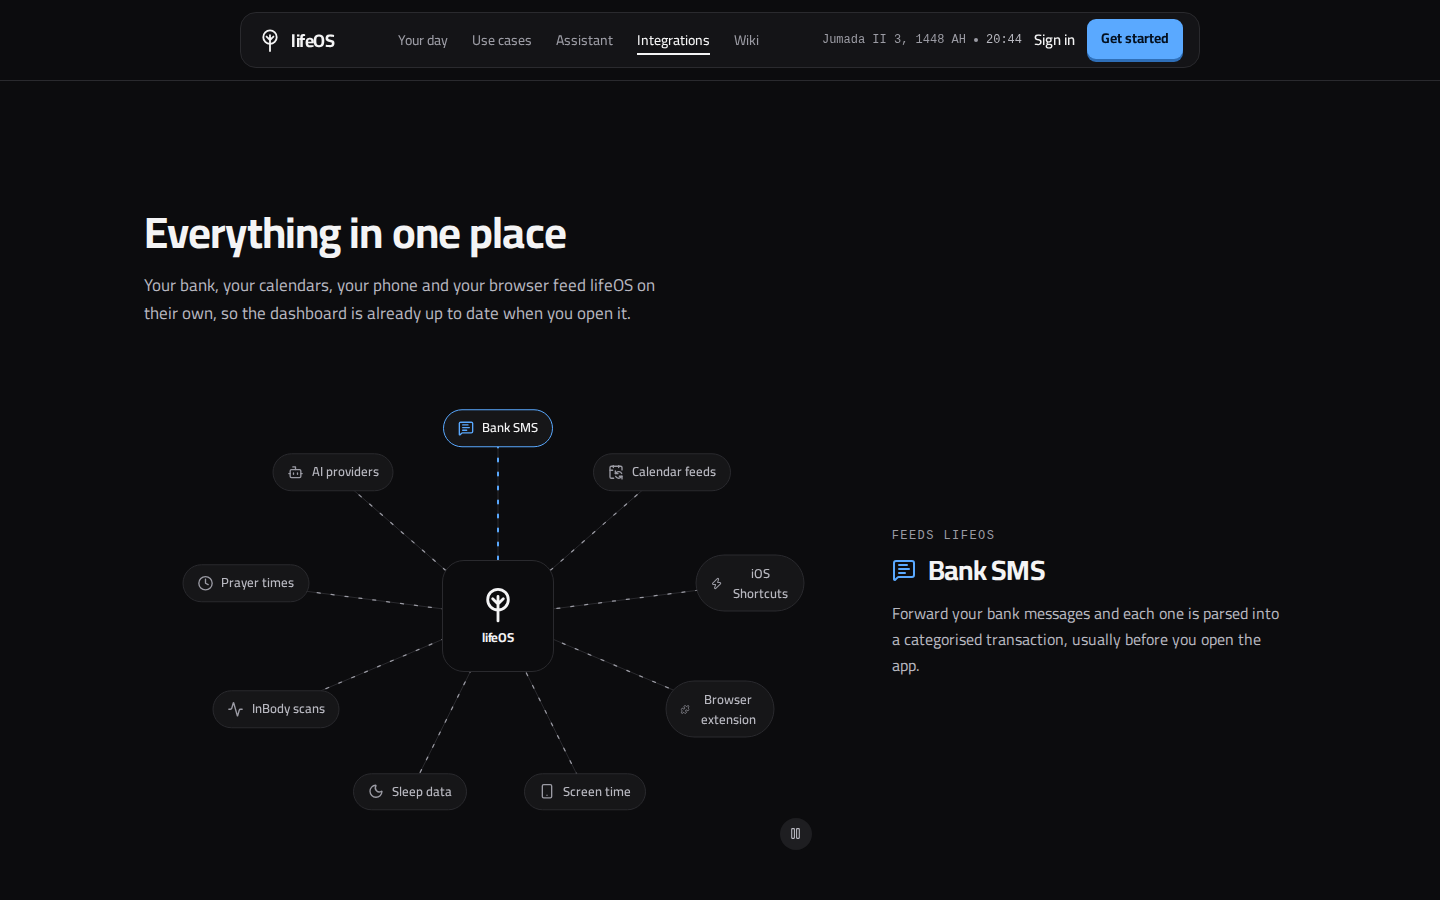 lifeOS
Your day
Use cases
Assistant
Integrations
Wiki
Jumada II 3, 1448 AH • 20:44
Sign in
Get started
Everything in one place
Your bank, your calendars, your phone and your browser feed lifeOS on
their own, so the dashboard is already up to date when you open it.
Bank SMS
AI providers
Calendar feeds
Prayer times
iOS
Shortcuts
lifeOS
InBody scans
Browser
extension
Sleep data
Screen time
FEEDS LIFEOS
Bank SMS
Forward your bank messages and each one is parsed into
a categorised transaction, usually before you open the
app.